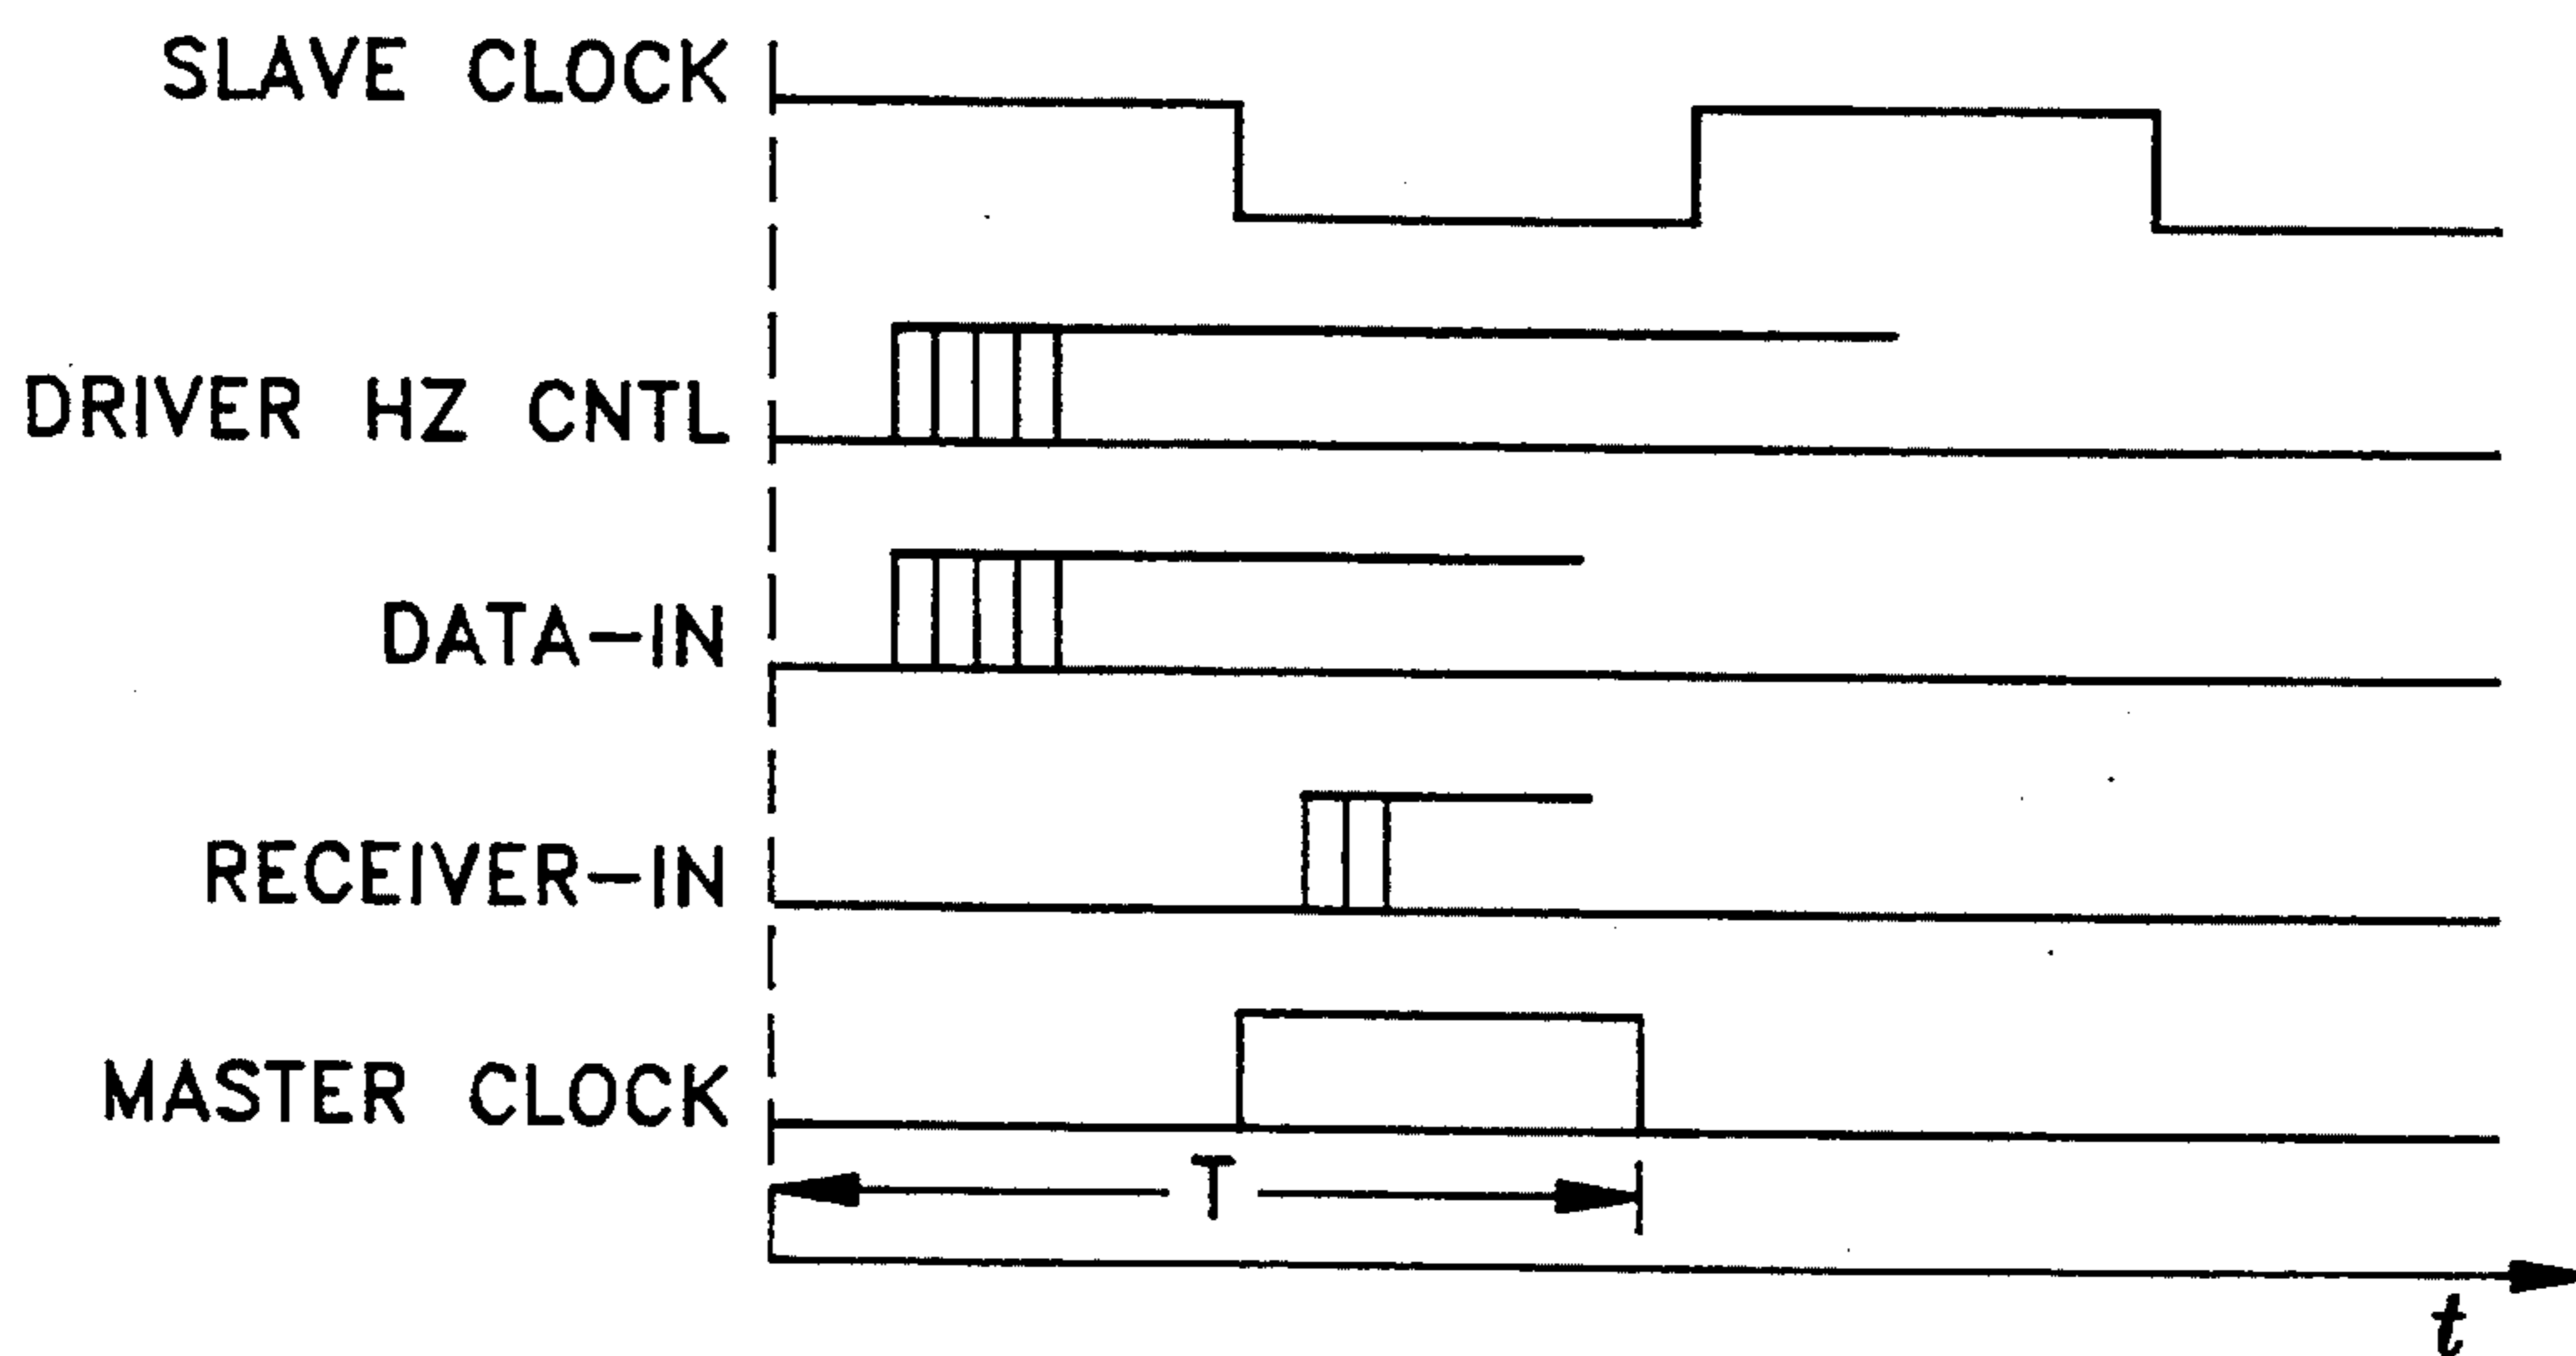 SLAVE CLOCK
DRIVER HZ CNTL
DATA-IN
RECEIVER-IN
MASTER CLOCK
T
t